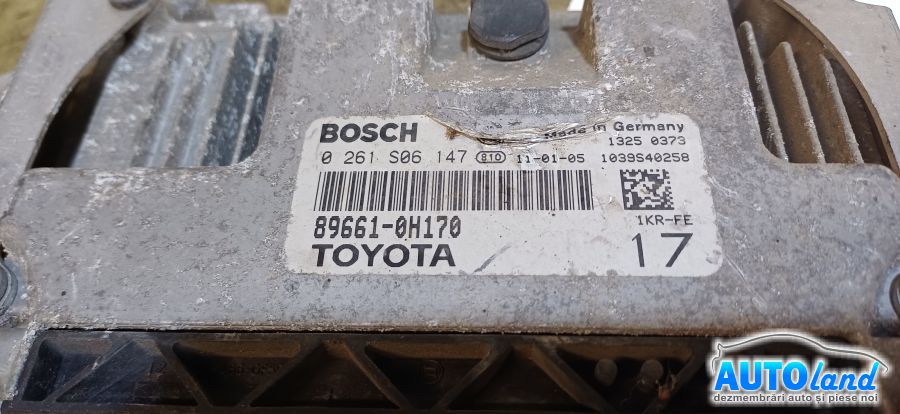 BOSCH Made in Germany
1325 0373
0 261 S06 147 810 11-01-05 1039S40258
89661-0H170 1KR-FE
TOYOTA 17
AUTOland
dezmembrări auto și piese noi